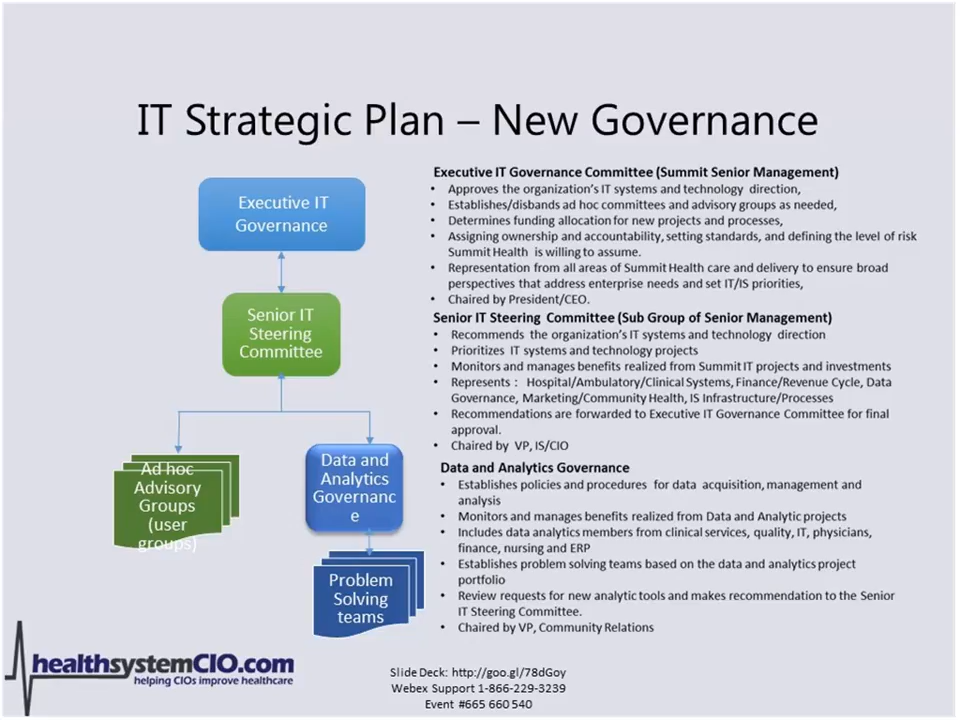 IT Strategic Plan – New Governance
Executive IT
Governance
Senior IT
Steering
Committee
Ad hoc
Advisory
Groups
(user
groups)
Data and
Analytics
Governanc
e
Problem
Solving
teams
Executive IT Governance Committee (Summit Senior Management)
• Approves the organization's IT systems and technology direction,
• Establishes/disbands ad hoc committees and advisory groups as needed,
• Determines funding allocation for new projects and processes,
• Assigning ownership and accountability, setting standards, and defining the level of risk
Summit Health is willing to assume.
• Representation from all areas of Summit Health care and delivery to ensure broad
perspectives that address enterprise needs and set IT/IS priorities,
• Chaired by President/CEO.
Senior IT Steering Committee (Sub Group of Senior Management)
• Recommends the organization's IT systems and technology direction
• Prioritizes IT systems and technology projects
• Monitors and manages benefits realized from Summit IT projects and investments
• Represents : Hospital/Ambulatory/Clinical Systems, Finance/Revenue Cycle, Data
Governance, Marketing/Community Health, IS Infrastructure/Processes
• Recommendations are forwarded to Executive IT Governance Committee for final
approval.
• Chaired by VP, IS/CIO
Data and Analytics Governance
• Establishes policies and procedures for data acquisition, management and
analysis
• Monitors and manages benefits realized from Data and Analytic projects
• Includes data analytics members from clinical services, quality, IT, physicians,
finance, nursing and ERP
• Establishes problem solving teams based on the data and analytics project
portfolio
• Review requests for new analytic tools and makes recommendation to the Senior
IT Steering Committee.
• Chaired by VP, Community Relations
healthsystemCIO.com
helping CIOs improve healthcare
Slide Deck: http://goo.gl/78dGoy
Webex Support 1-866-229-3239
Event #665 660 540